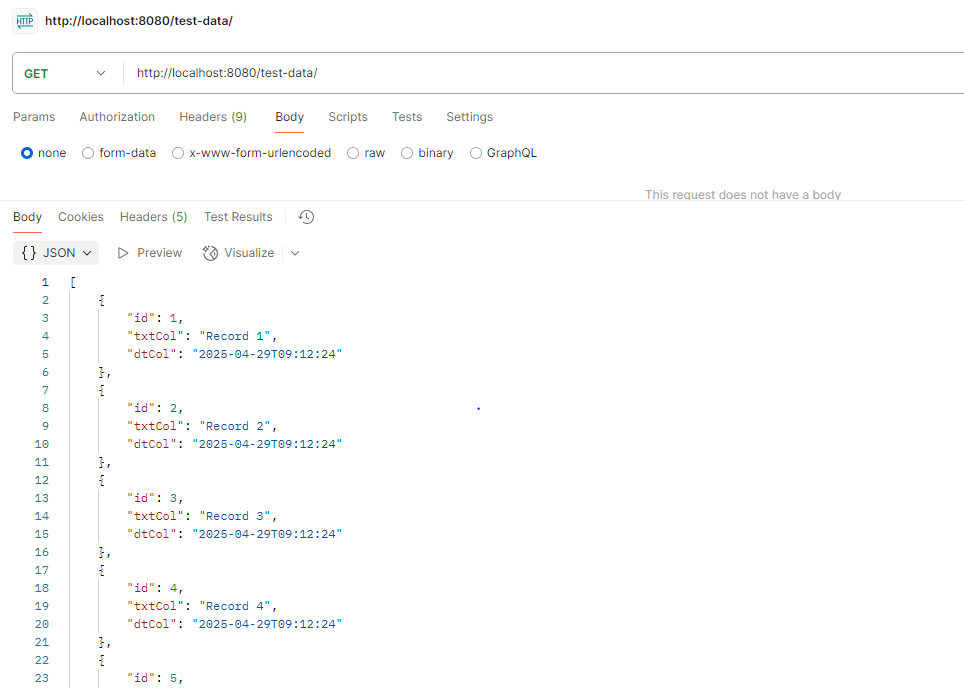 HTTP http://localhost:8080/test-data/
GET http://localhost:8080/test-data/
Params Authorization Headers (9) Body Scripts Tests Settings
none form-data x-www-form-urlencoded raw binary GraphQL
This request does not have a body
Body Cookies Headers (5) Test Results
{} JSON Preview Visualize
1 [
2 {
3 "id": 1,
4 "txtCol": "Record 1",
5 "dtCol": "2025-04-29T09:12:24"
6 },
7 {
8 "id": 2,
9 "txtCol": "Record 2",
10 "dtCol": "2025-04-29T09:12:24"
11 },
12 {
13 "id": 3,
14 "txtCol": "Record 3",
15 "dtCol": "2025-04-29T09:12:24"
16 },
17 {
18 "id": 4,
19 "txtCol": "Record 4",
20 "dtCol": "2025-04-29T09:12:24"
21 },
22 {
23 "id": 5,